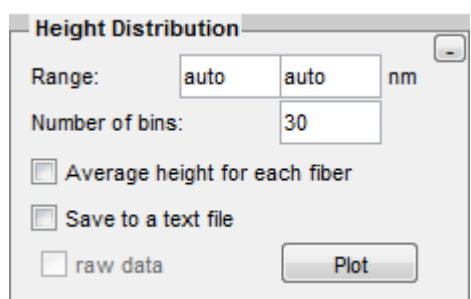 Height Distribution
-
Range: auto auto nm
Number of bins: 30
Average height for each fiber
Save to a text file
raw data Plot